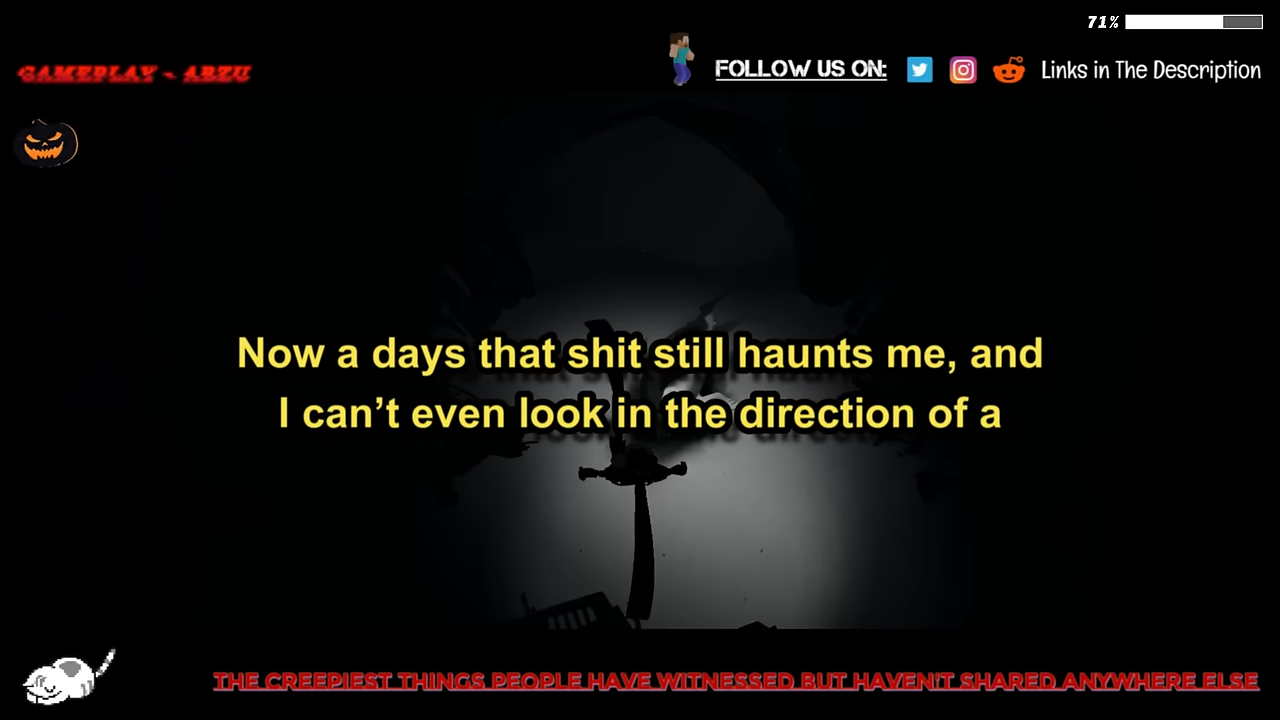 71%
GAMEPLAY - ABZU
FOLLOW US ON:
Links in The Description
Now a days that shit still haunts me, and
I can’t even look in the direction of a
THE CREEPIEST THINGS PEOPLE HAVE WITNESSED BUT HAVEN'T SHARED ANYWHERE ELSE